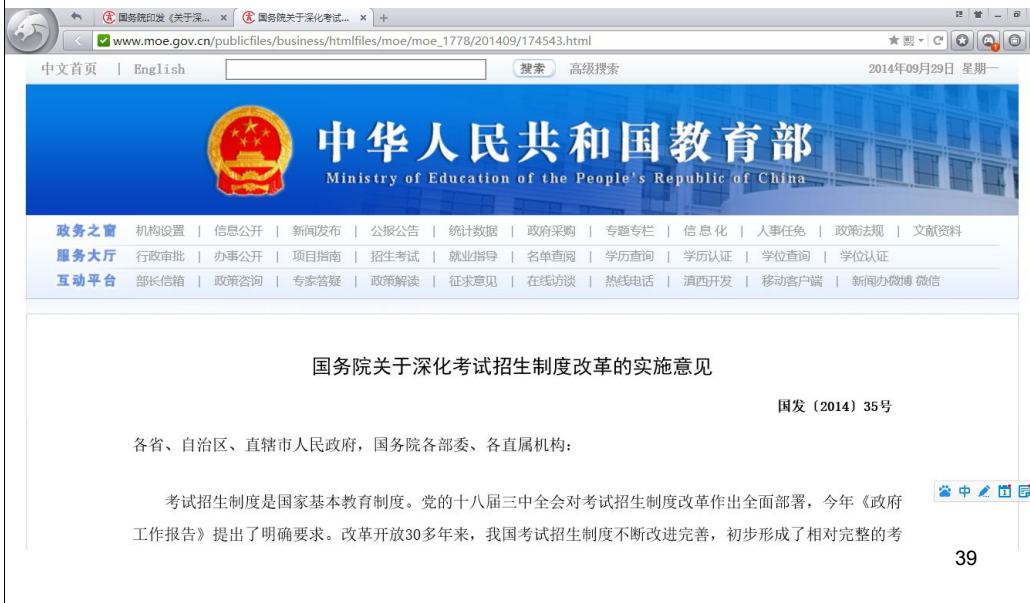 国务院印发《关于深...
国务院关于深化考试...
www.moe.gov.cn/publicfiles/business/htmlfiles/moe/moe_1778/201409/174543.html
中文首页 | English 搜索 高级搜索 2014年09月29日 星期一
中华人民共和国教育部
Ministry of Education of the People's Republic of China
政务之窗 机构设置 | 信息公开 | 新闻发布 | 公报公告 | 统计数据 | 政府采购 | 专题专栏 | 信息化 | 人事任免 | 政策法规 | 文献资料
服务大厅 行政审批 | 办事公开 | 项目指南 | 招生考试 | 就业指导 | 名单查阅 | 学历查询 | 学历认证 | 学位查询 | 学位认证
互动平台 部长信箱 | 政策咨询 | 专家答疑 | 政策解读 | 征求意见 | 在线访谈 | 热线电话 | 滇西开发 | 移动客户端 | 新闻办微博 微信
国务院关于深化考试招生制度改革的实施意见
国发〔2014〕35号
各省、自治区、直辖市人民政府，国务院各部委、各直属机构：
考试招生制度是国家基本教育制度。党的十八届三中全会对考试招生制度改革作出全面部署，今年《政府
工作报告》提出了明确要求。改革开放30多年来，我国考试招生制度不断改进完善，初步形成了相对完整的考
中
39